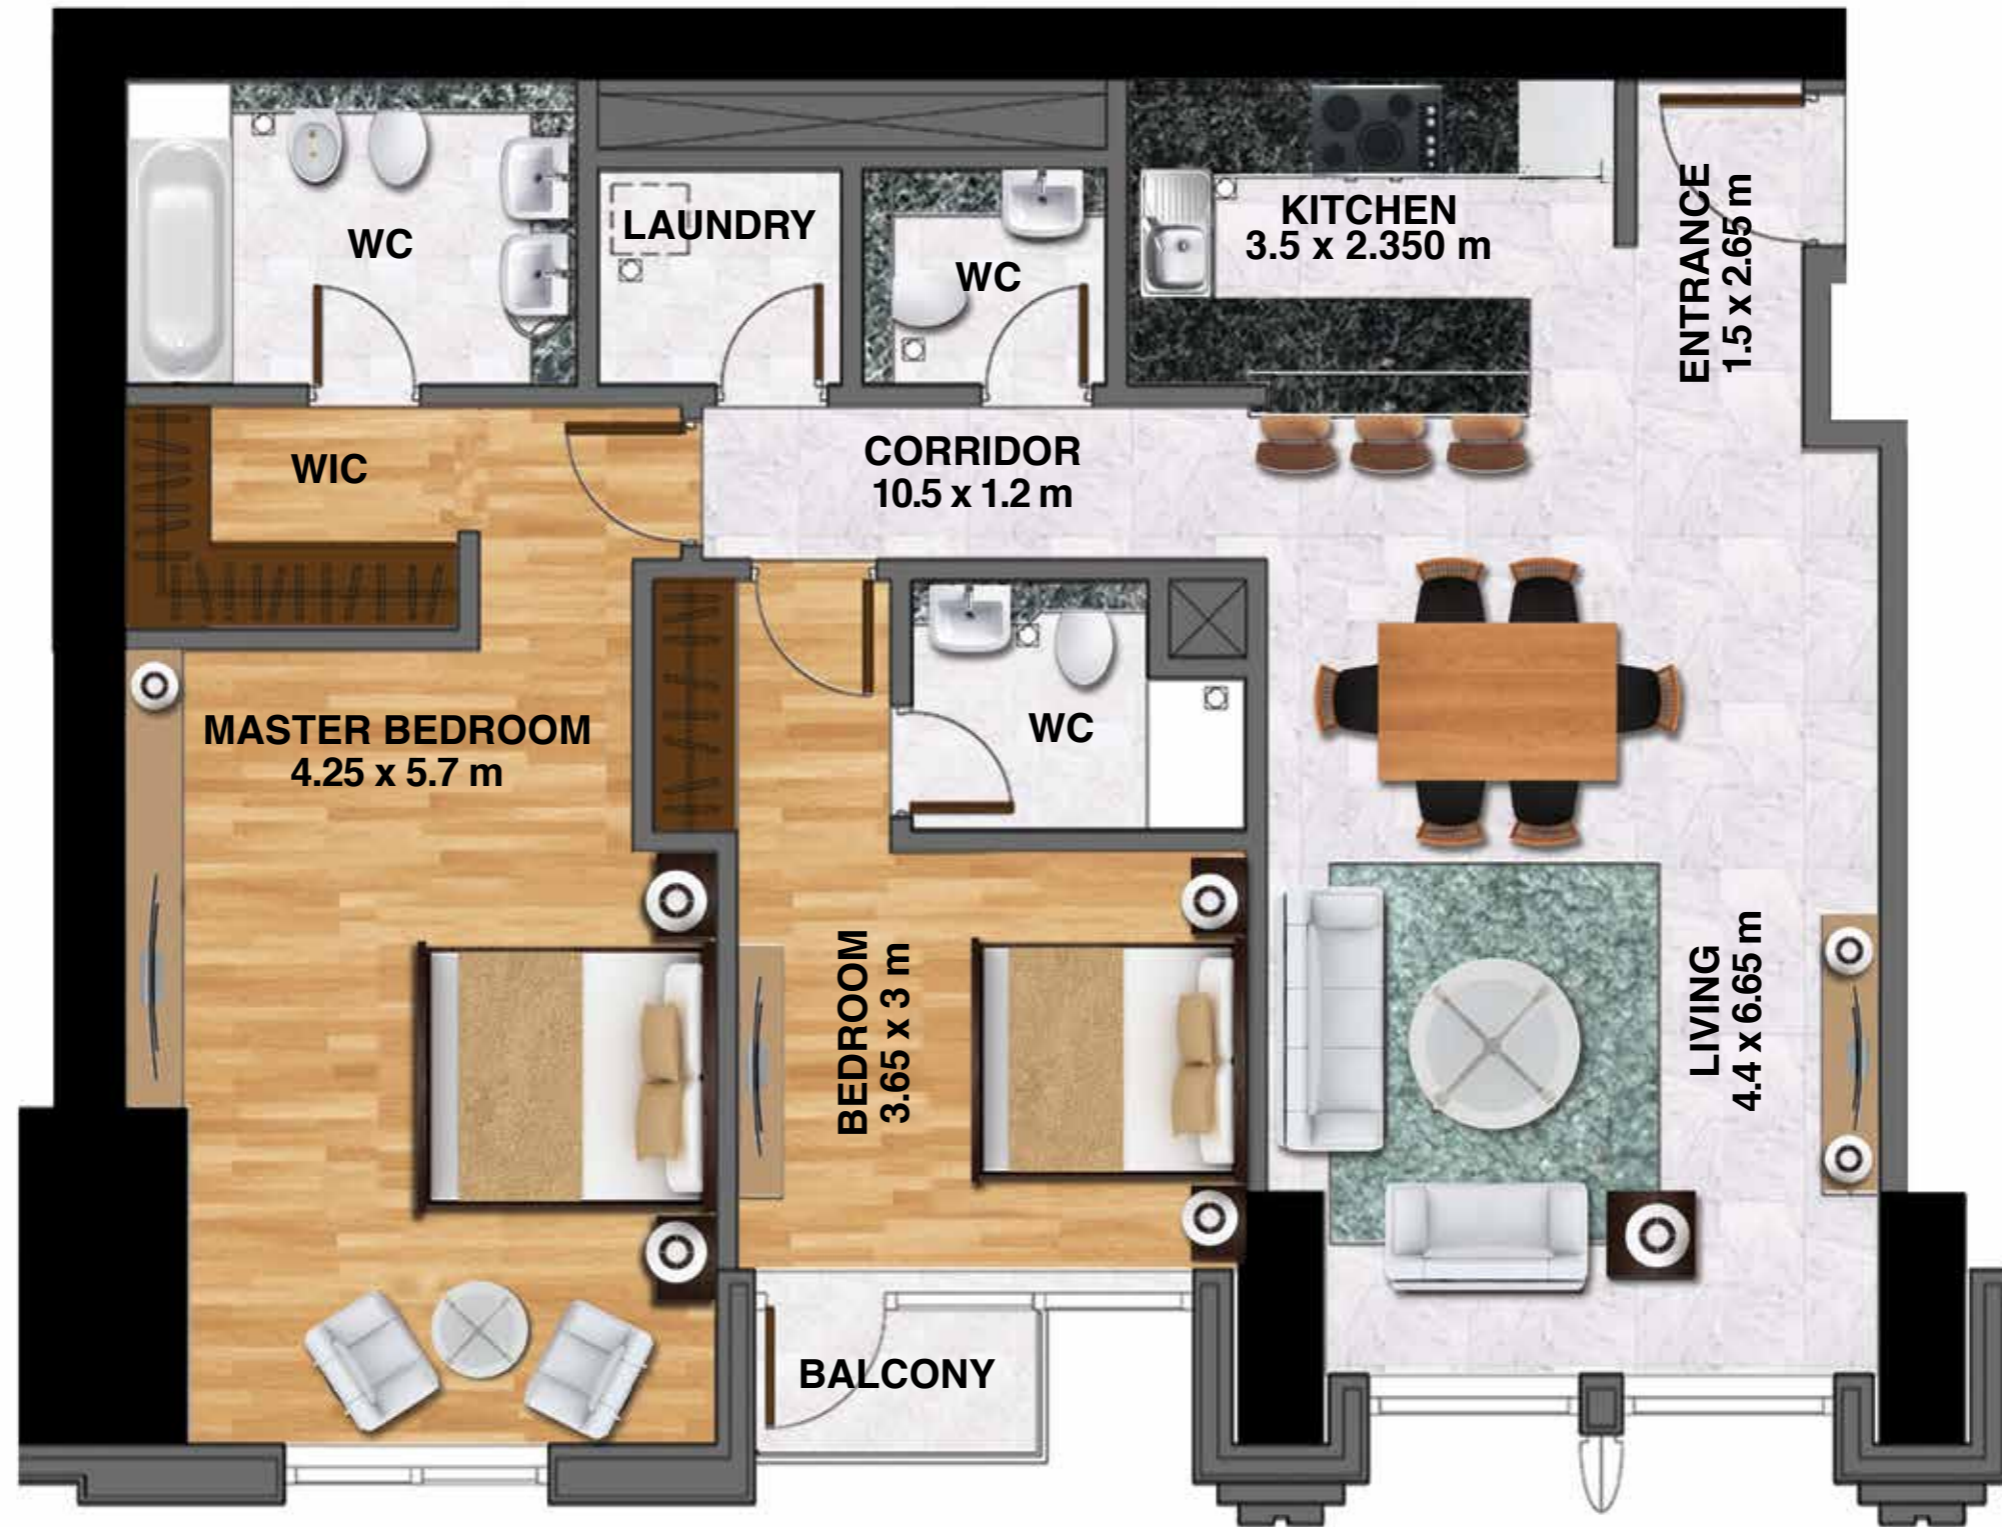 WC
LAUNDRY
WC
KITCHEN
3.5 x 2.350 m
ENTRANCE
1.5 x 2.65 m
WIC
CORRIDOR
10.5 x 1.2 m
MASTER BEDROOM
4.25 x 5.7 m
WC
BEDROOM
3.65 x 3 m
LIVING
4.4 x 6.65 m
BALCONY